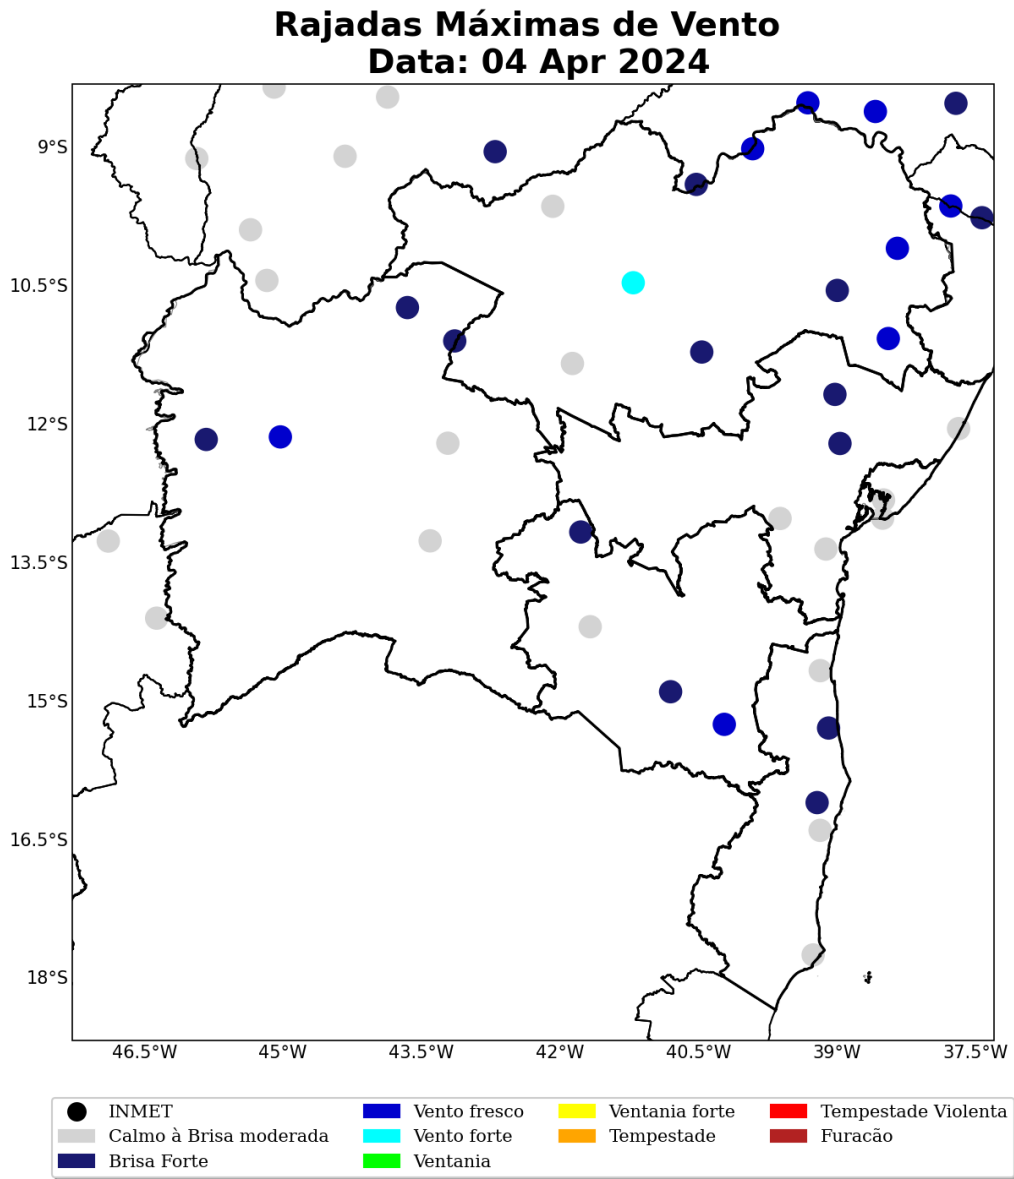 Rajadas Máximas de Vento
Data: 04 Apr 2024
9°S
10.5°S
12°S
13.5°S
15°S
16.5°S
18°S
46.5°W 45°W 43.5°W 42°W 40.5°W 39°W 37.5°W
INMET
Calmo à Brisa moderada
Brisa Forte
Vento fresco
Vento forte
Ventania
Ventania forte
Tempestade
Tempestade Violenta
Furacão